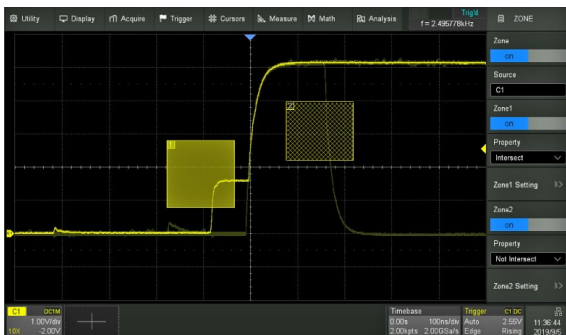 Utility
Display
Acquire
Trigger
Cursors
Measure
Math
Analysis
Trig'd
f = 2.495778kHz
ZONE
Zone
on
Source
C1
Zone1
on
Property
Intersect
Zone1 Setting
Zone2
on
Property
Not Intersect
Zone2 Setting
1
2
C1 DC1M
1.00V/div
10X -2.00V
Timebase
0.00s 100ns/div
2.00kpts 2.00GSa/s
Trigger C1 DC
Auto 2.55V
Edge Rising
11:36:44
2019/9/5